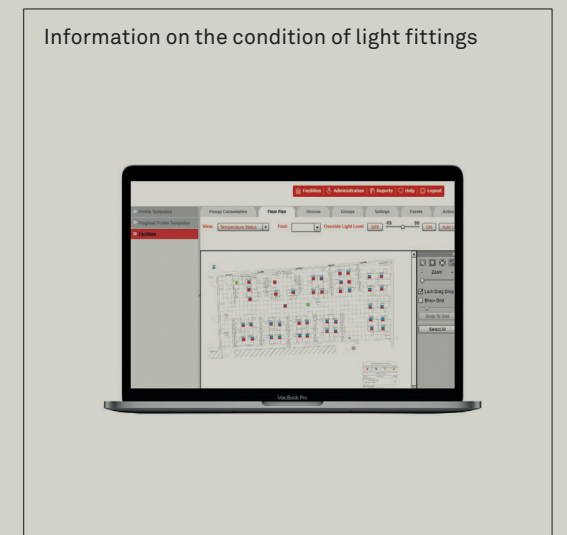 Information on the condition of light fittings
Facilities Administration Reports Help Logout
Profile Templates
Regional Profile Templates
Facilities
Energy Consumption Floor Plan Devices Groups Settings Events
View: Temperature Status Find: Override Light Level OFF ON
Zoom
Lock Drag Drop
Show Grid
Snap To Grid
Select All
MacBook Pro